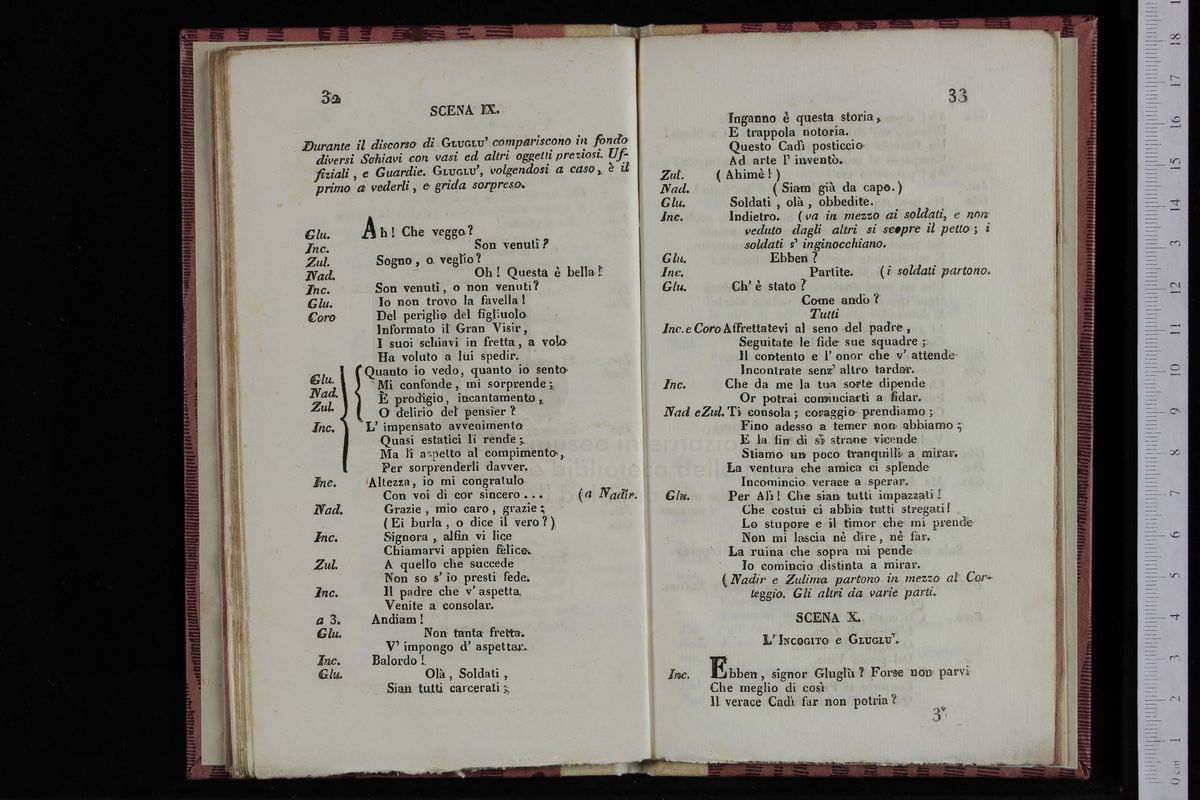 32
SCENA IX.
Durante il discorso di GLUGLU' compariscono in fondo
diversi Schiavi con vasi ed altri oggetti preziosi. Uf-
fiziali, e Guardie. GLUGLU', volgendosi a caso, è il
primo a vederli, e grida sorpreso.
Glu. Ah! Che veggo?
Inc. Son venuti?
Zul. Sogno, o veglio?
Nad. Oh! Questa è bella!
Inc. Son venuti, o non venuti?
Glu. Io non trovo la favella!
Coro Del periglio del figliuolo
Informato il Gran Visir,
I suoi schiavi in fretta, a volo
Ha voluto a lui spedir.
Glu. Nad. Zul. Quanto io vedo, quanto io sento
Mi confonde, mi sorprende;
È prodigio, incantamento,
O delirio del pensier?
Inc. L' impensato avvenimento
Quasi estatici li rende;
Ma lì aspetto al compimento,
Per sorprenderli davver.
Inc. Altezza, io mi congratulo
Con voi di cor sincero... (a Nadir.
Nad. Grazie, mio caro, grazie;
(Ei burla, o dice il vero?)
Inc. Signora, alfin vi lice
Chiamarvi appien felice.
Zul. A quello che succede
Non so s' io presti fede.
Inc. Il padre che v' aspetta
Venite a consolar.
a 3. Andiam!
Glu. Non tanta fretta.
V' impongo d' aspettar.
Inc. Balordo!
Glu. Olà, Soldati,
Sian tutti carcerati;
33
Inganno è questa storia,
E trappola notoria.
Questo Cadì posticcio
Ad arte l' inventò.
Zul. (Ahimè!)
Nad. (Siam già da capo.)
Glu. Soldati, olà, obbedite.
Inc. Indietro. (va in mezzo ai soldati, e non
veduto dagli altri si scopre il petto; i
soldati s' inginocchiano.
Glu. Ebben?
Inc. Partite. (i soldati partono.
Glu. Ch' è stato?
Come andò?
Tutti
Inc. e Coro Affrettatevi al seno del padre,
Seguitate le fide sue squadre;
Il contento e l' onor che v' attende
Incontrate senz' altro tardar.
Inc. Che da me la tua sorte dipende
Or potrai cominciarti a fidar.
Nad e Zul. Ti consola; coraggio prendiamo;
Fino adesso a temer non abbiamo;
E la fin di sì strane vicende
Stiamo un poco tranquilli a mirar.
La ventura che amica ci splende
Incomincio verace a sperar.
Glu. Per Alì! Che sian tutti impazzati!
Che costui ci abbia tutti stregati!
Lo stupore e il timor che mi prende
Non mi lascia nè dire, nè far.
La ruina che sopra mi pende
Io comincio distinta a mirar.
(Nadir e Zulima partono in mezzo al Cor-
teggio. Gli altri da varie parti.
SCENA X.
L'INCOGITO e GLUGLU'.
Inc. Ebben, signor Gluglù? Forse non parvi
Che meglio di così
Il verace Cadì far non potria?
3*